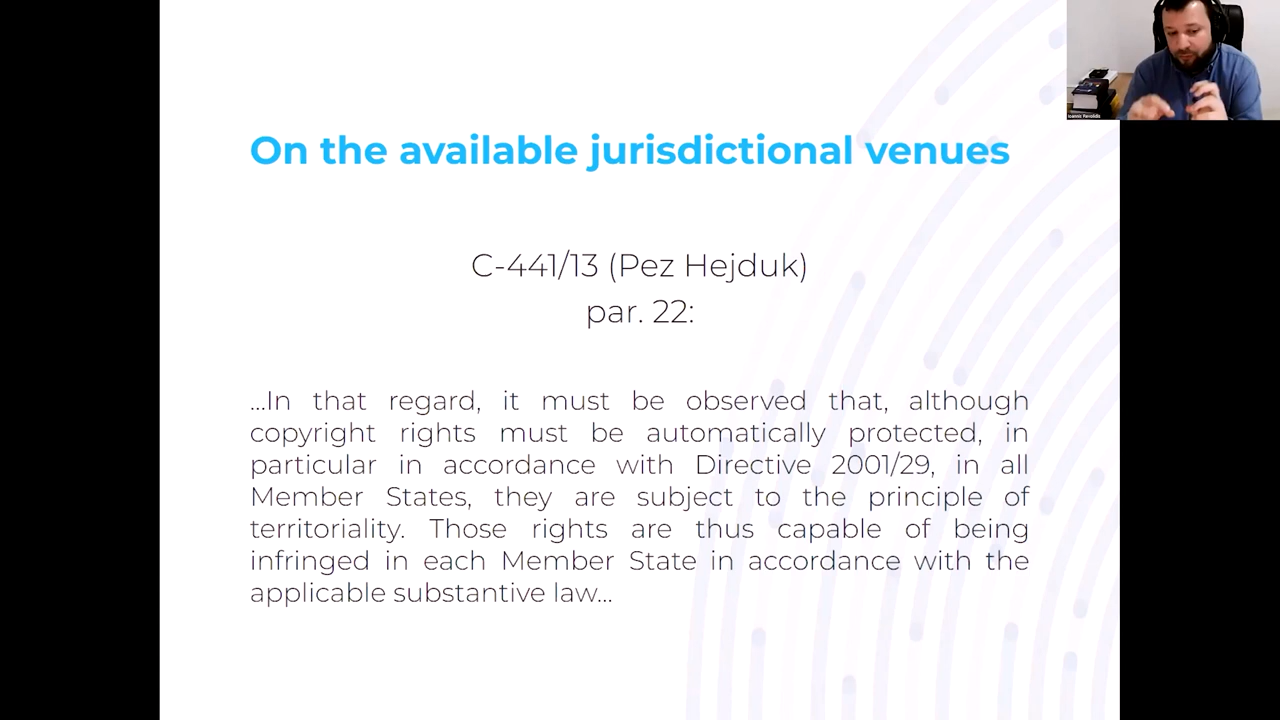 On the available jurisdictional venues
C-441/13 (Pez Hejduk)
par. 22:
...In that regard, it must be observed that, although
copyright rights must be automatically protected, in
particular in accordance with Directive 2001/29, in all
Member States, they are subject to the principle of
territoriality. Those rights are thus capable of being
infringed in each Member State in accordance with the
applicable substantive law...